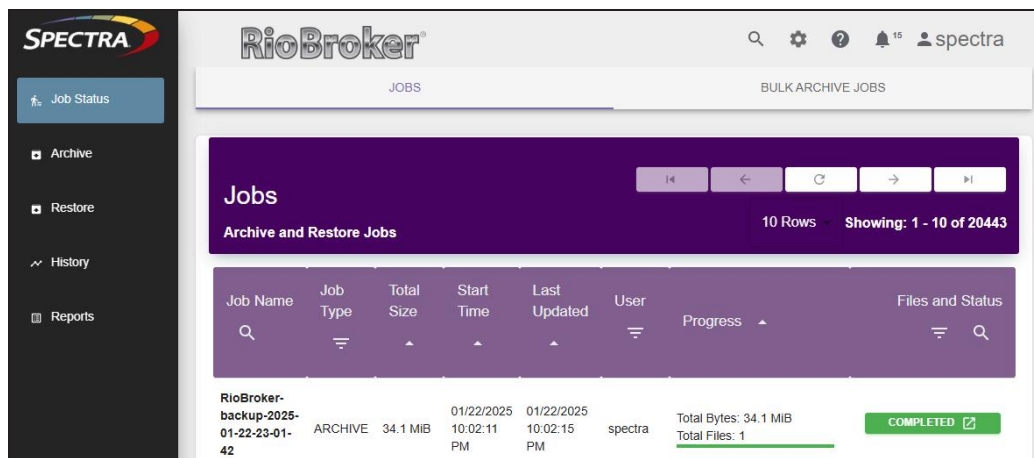 SPECTRA
RioBroker®
15
spectra
Job Status
Archive
Restore
History
Reports
JOBS
BULK ARCHIVE JOBS
Jobs
Archive and Restore Jobs
10 Rows
Showing: 1 - 10 of 20443
Job Name
Job
Type
Total
Size
Start
Time
Last
Updated
User
Progress
Files and Status
RioBroker-
backup-2025-
01-22-23-01-
42
ARCHIVE
34.1 MiB
01/22/2025
10:02:11
PM
01/22/2025
10:02:15
PM
spectra
Total Bytes: 34.1 MiB
Total Files: 1
COMPLETED